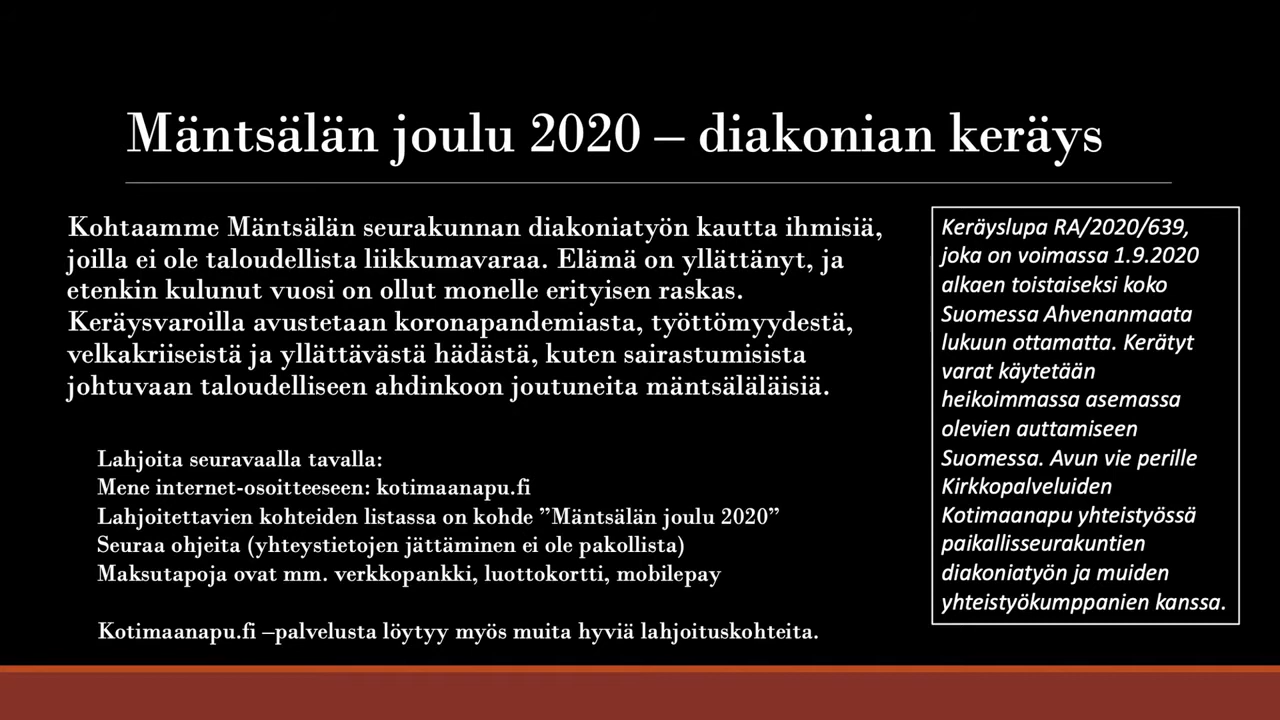 Mäntsälän joulu 2020 – diakonian keräys
Kohtaamme Mäntsälän seurakunnan diakoniatyön kautta ihmisiä,
joilla ei ole taloudellista liikkumavaraa. Elämä on yllättänyt, ja
etenkin kulunut vuosi on ollut monelle erityisen raskas.
Keräysvaroilla avustetaan koronapandemiasta, työttömyydestä,
velkakriiseistä ja yllättävästä hädästä, kuten sairastumisista
johtuvaan taloudelliseen ahdinkoon joutuneita mäntsäläläisiä.
Lahjoita seuravaalla tavalla:
Mene internet-osoitteeseen: kotimaanapu.fi
Lahjoitettavien kohteiden listassa on kohde ”Mäntsälän joulu 2020”
Seuraa ohjeita (yhteystietojen jättäminen ei ole pakollista)
Maksutapoja ovat mm. verkkopankki, luottokortti, mobilepay
Kotimaanapu.fi –palvelusta löytyy myös muita hyviä lahjoituskohteita.
Keräyslupa RA/2020/639,
joka on voimassa 1.9.2020
alkaen toistaiseksi koko
Suomessa Ahvenanmaata
lukuun ottamatta. Kerätyt
varat käytetään
heikoimmassa asemassa
olevien auttamiseen
Suomessa. Avun vie perille
Kirkkopalveluiden
Kotimaanapu yhteistyössä
paikallisseurakuntien
diakoniatyön ja muiden
yhteistyökumppanien kanssa.